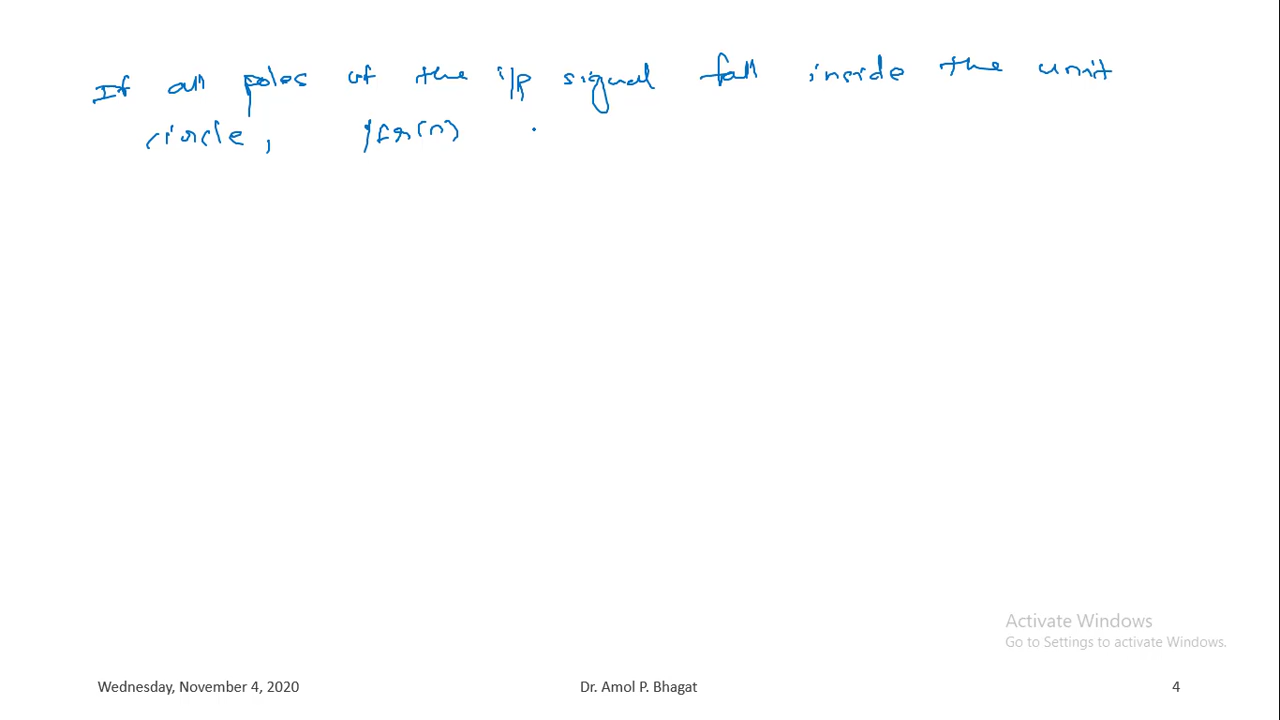 If all poles of the i/p signal fall inside the unit
circle, yfr(n)
Activate Windows
Go to Settings to activate Windows.
Wednesday, November 4, 2020 Dr. Amol P. Bhagat 4